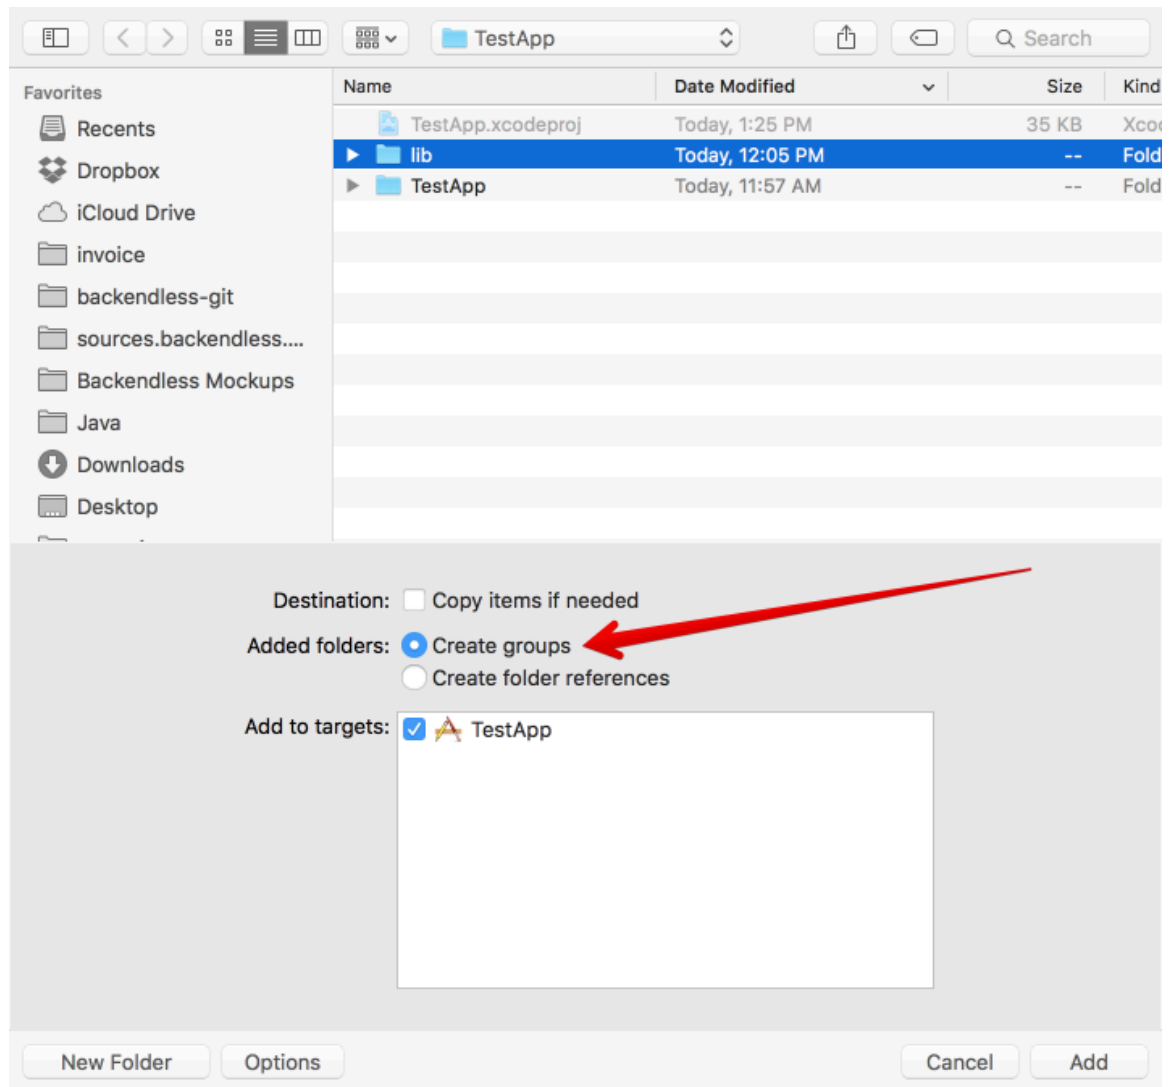 TestApp
Search
Favorites
Recents
Dropbox
iCloud Drive
invoice
backendless-git
sources.backendless....
Backendless Mockups
Java
Downloads
Desktop
Name Date Modified Size Kind
TestApp.xcodeproj Today, 1:25 PM 35 KB Xcod
lib Today, 12:05 PM -- Fold
TestApp Today, 11:57 AM -- Fold
Destination: Copy items if needed
Added folders: Create groups
Create folder references
Add to targets: TestApp
New Folder Options Cancel Add